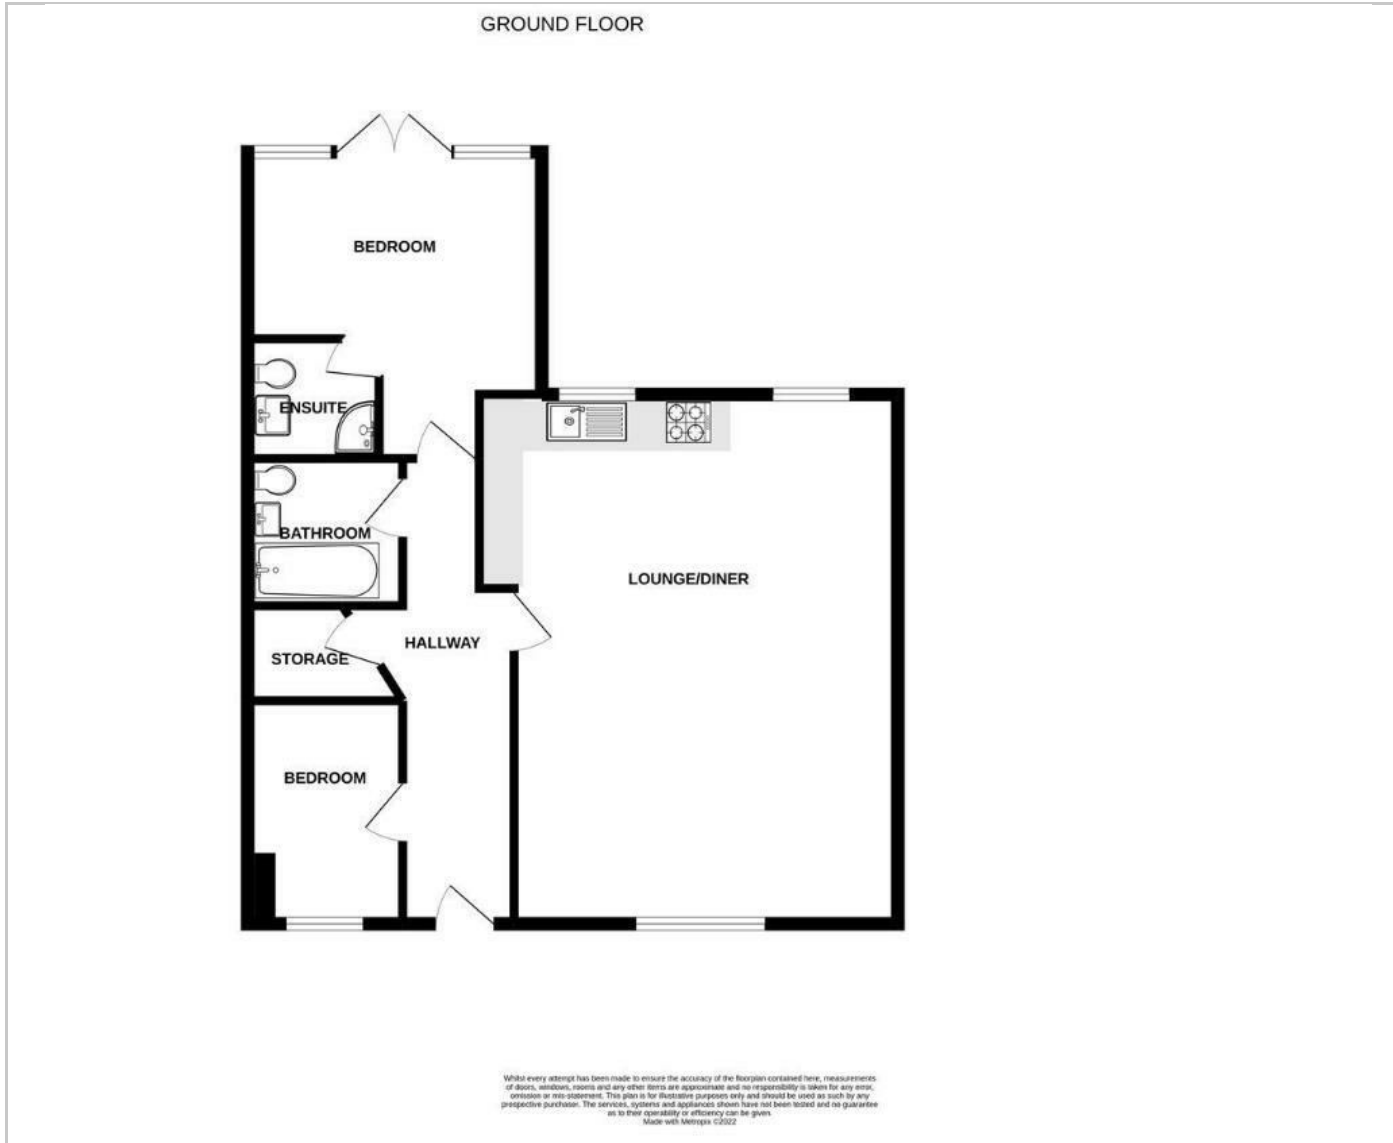 GROUND FLOOR
BEDROOM
ENSUITE
BATHROOM
LOUNGE/DINER
HALLWAY
STORAGE
BEDROOM
Whilst every attempt has been made to ensure the accuracy of the floorplan contained here, measurements
of doors, windows, rooms and any other items are approximate and no responsibility is taken for any error,
omission or mis-statement. This plan is for illustrative purposes only and should be used as such by any
prospective purchaser. The services, systems and appliances shown have not been tested and no guarantee
as to their operability or efficiency can be given.
Made with Metropix ©2022